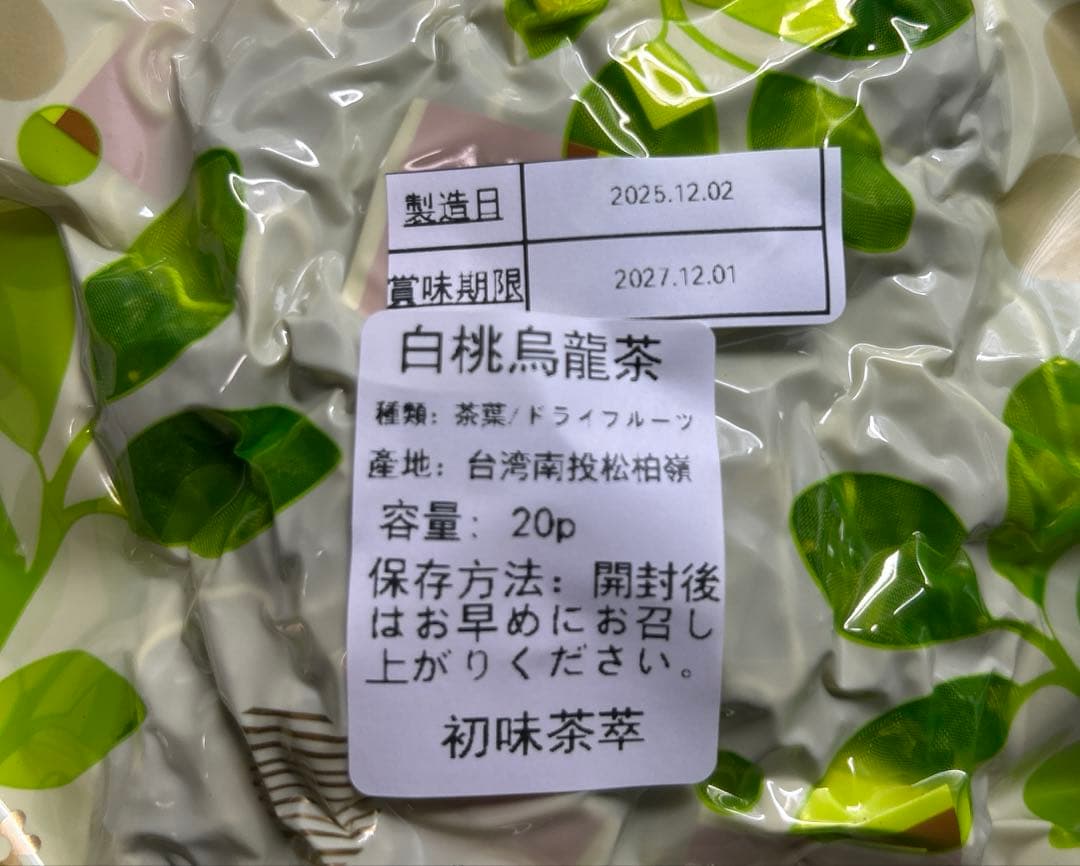 製造日 2025.12.02
賞味期限 2027.12.01
白桃烏龍茶
種類: 茶葉/ドライフルーツ
産地: 台湾南投松柏嶺
容量: 20p
保存方法: 開封後
はお早めにお召し
上がりください。
初味茶萃